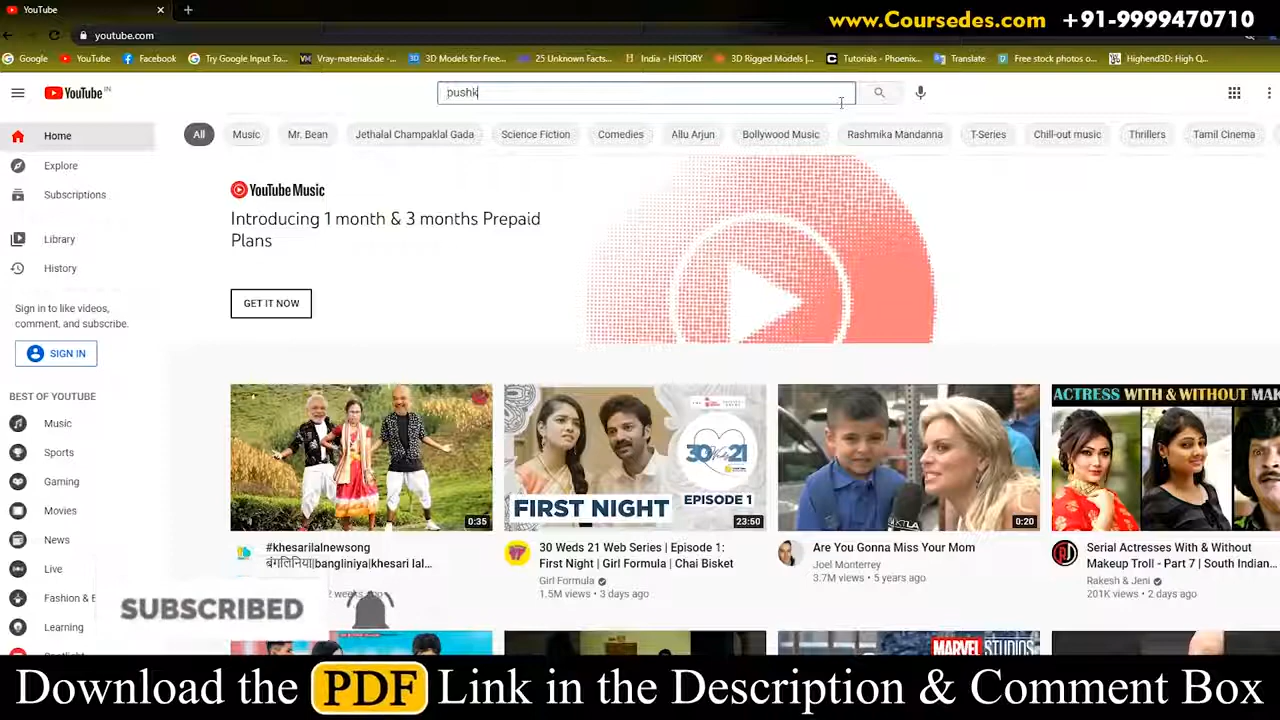 YouTube
www.Coursedes.com +91-9999470710
youtube.com
Google
YouTube
Facebook
Try Google Input To...
Vray-materials.de -...
3D Models for Free...
25 Unknown Facts...
India - HISTORY
3D Rigged Models |...
Tutorials - Phoenix...
Translate
Free stock photos o...
Highend3D: High Q...
YouTube IN
pushk
Home
Explore
Subscriptions
Library
History
Sign in to like videos,
comment, and subscribe.
SIGN IN
BEST OF YOUTUBE
Music
Sports
Gaming
Movies
News
Live
Fashion & B
Learning
All
Music
Mr. Bean
Jethalal Champaklal Gada
Science Fiction
Comedies
Allu Arjun
Bollywood Music
Rashmika Mandanna
T-Series
Chill-out music
Thrillers
Tamil Cinema
YouTube Music
Introducing 1 month & 3 months Prepaid
Plans
GET IT NOW
0:35
#khesarilalnewsong
बंगतिनिया|bangliniya|khesari lal...
2 weeks ago
30 Weds 21
FIRST NIGHT
EPISODE 1
23:50
30 Weds 21 Web Series | Episode 1:
First Night | Girl Formula | Chai Bisket
Girl Formula
1.5M views • 3 days ago
KTLA
0:20
Are You Gonna Miss Your Mom
Joel Monterrey
3.7M views • 5 years ago
ACTRESS WITH & WITHOUT MAK
Serial Actresses With & Without
Makeup Troll - Part 7 | South Indian...
Rakesh & Jeni
201K views • 2 days ago
MARVEL STUDIOS
SUBSCRIBED
Download the PDF Link in the Description & Comment Box